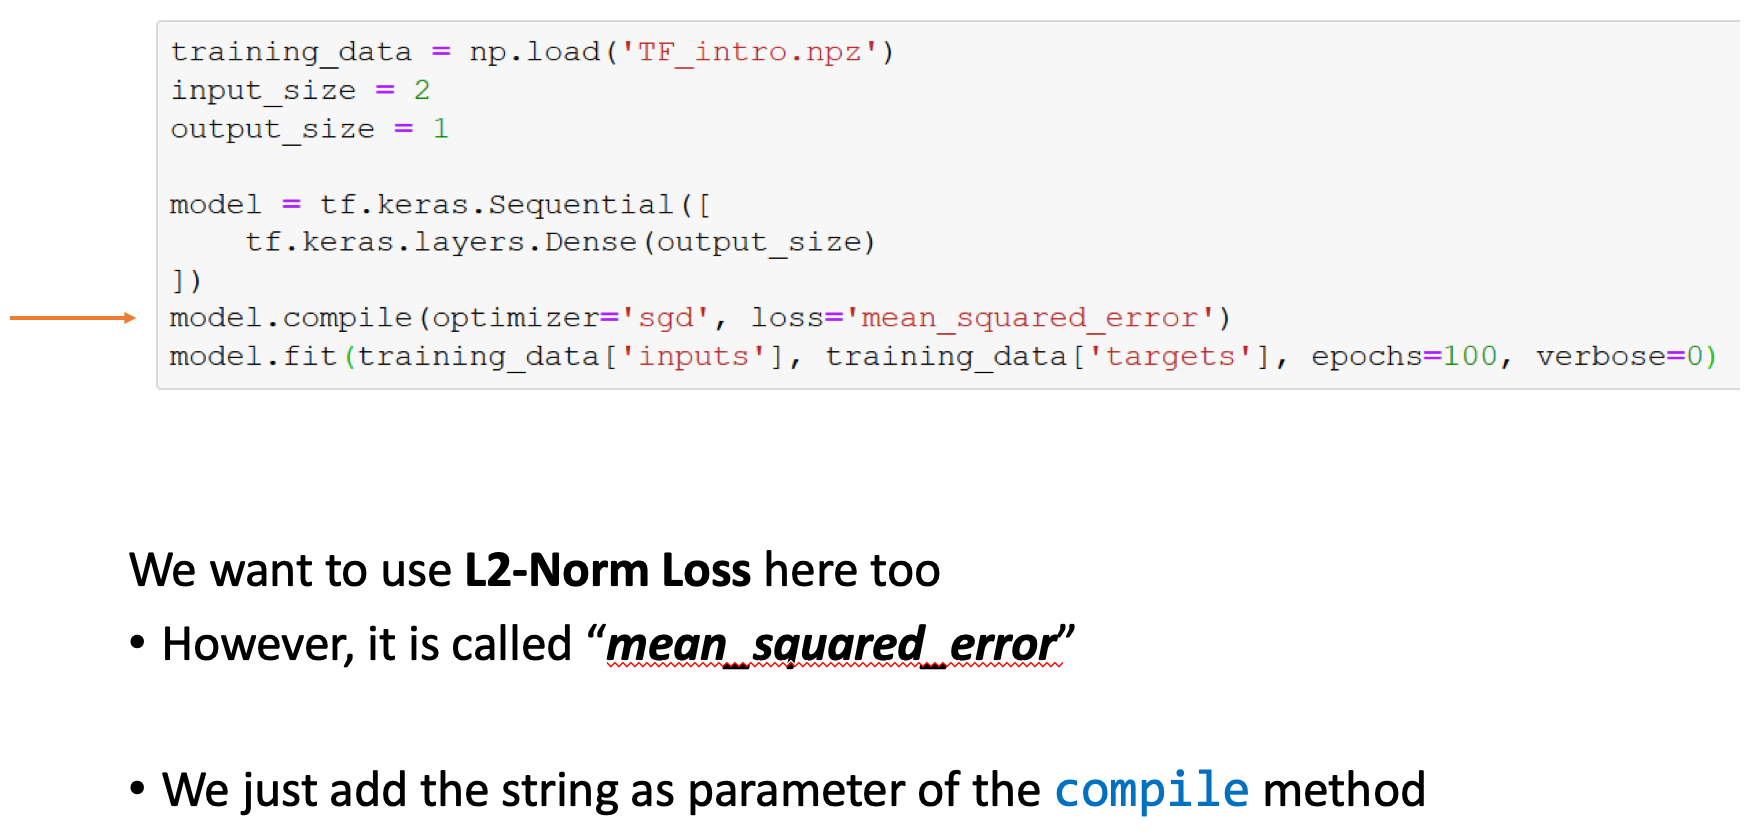 training_data = np.load('TF_intro.npz')
input_size = 2
output_size = 1
model = tf.keras.Sequential([
    tf.keras.layers.Dense(output_size)
])
model.compile(optimizer='sgd', loss='mean_squared_error')
model.fit(training_data['inputs'], training_data['targets'], epochs=100, verbose=0)
We want to use L2-Norm Loss here too
• However, it is called “mean_squared_error”
• We just add the string as parameter of the compile method